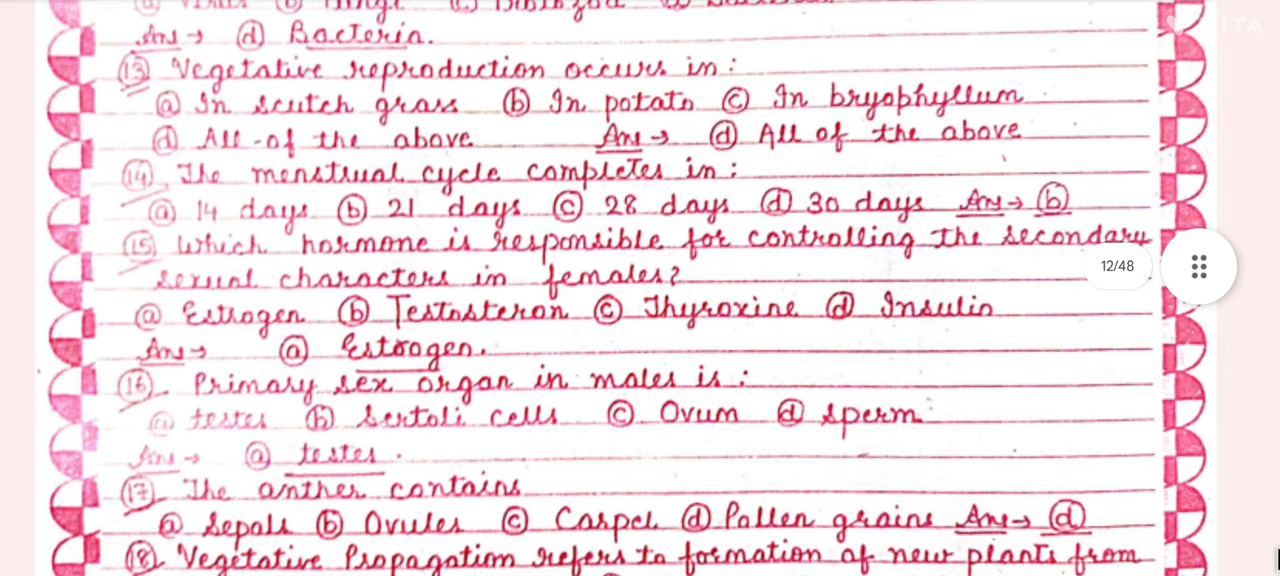 Ans → (d) Bacteria.
(13) Vegetative reproduction occurs in :
(a) In scutch grass (b) In potato (c) In bryophyllum
(d) All of the above Ans → (d) All of the above
(14) The menstrual cycle completes in :
(a) 14 days (b) 21 days (c) 28 days (d) 30 days Ans → (b)
(15) Which hormone is responsible for controlling the secondary
sexual characters in females?
12/48
(a) Estrogen (b) Testosteron (c) Thyroxine (d) Insulin
Ans → (a) Estrogen.
(16) Primary sex organ in males is :
(a) testes (b) Sertoli cells (c) Ovum (d) Sperm
Ans → (a) testes.
(17) The anther contains
(a) Sepals (b) Ovules (c) Carpel (d) Pollen grains Ans → (d)
(18) Vegetative Propagation refers to formation of new plants from